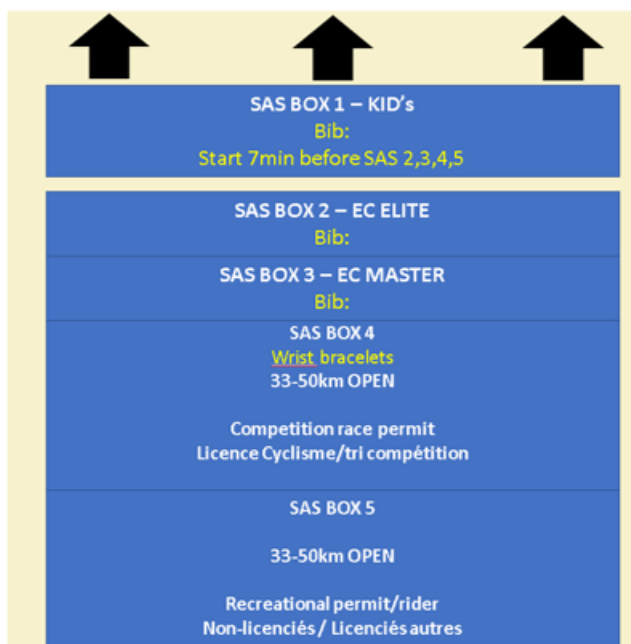 SAS BOX 1 – KID's
Bib:
Start 7min before SAS 2,3,4,5
SAS BOX 2 – EC ELITE
Bib:
SAS BOX 3 – EC MASTER
Bib:
SAS BOX 4
Wrist bracelets
33-50km OPEN
Competition race permit
Licence Cyclisme/tri compétition
SAS BOX 5
33-50km OPEN
Recreational permit/rider
Non-licenciés / Licenciés autres